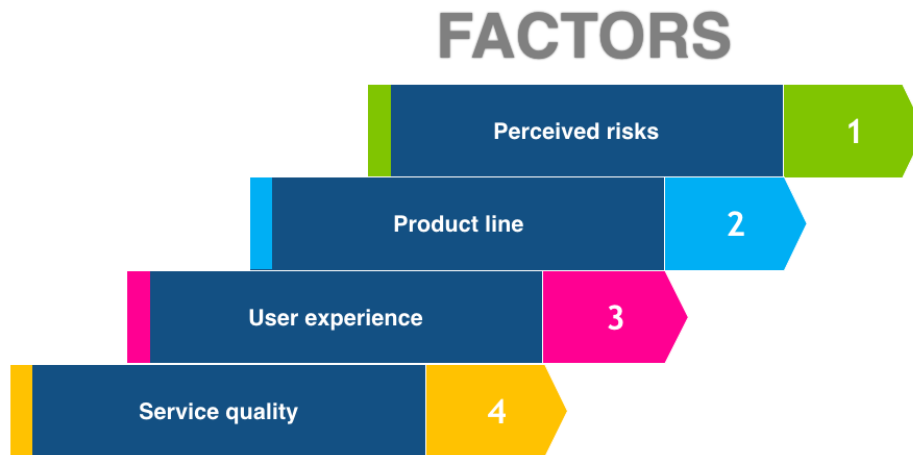 FACTORS
Perceived risks 1
Product line 2
User experience 3
Service quality 4